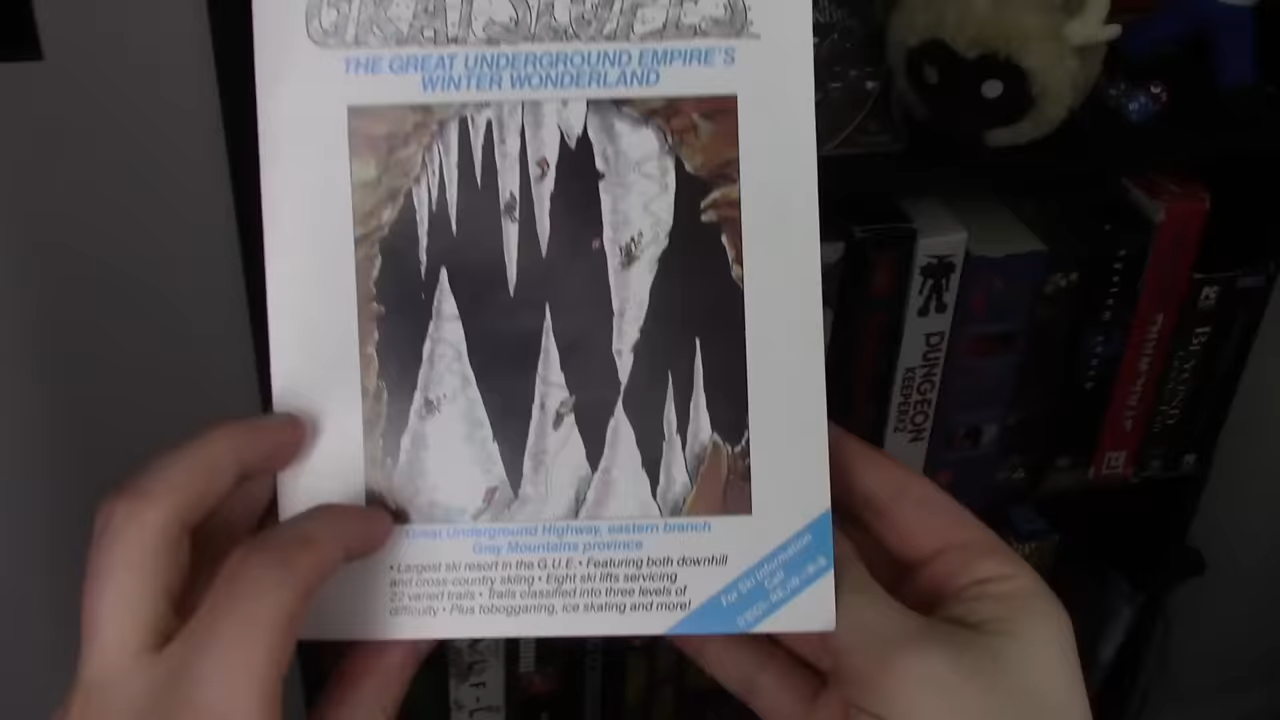 GRAYSLOPES
THE GREAT UNDERGROUND EMPIRE'S
WINTER WONDERLAND
Great Underground Highway, eastern branch
Gray Mountains province
• Largest ski resort in the G.U.E. • Featuring both downhill
and cross-country skiing • Eight ski lifts servicing
22 varied trails • Trails classified into three levels of
difficulty • Plus tobogganing, ice skating and more!
For Ski Information
Call
DUNGEON
KEEPER 2
BEYOND